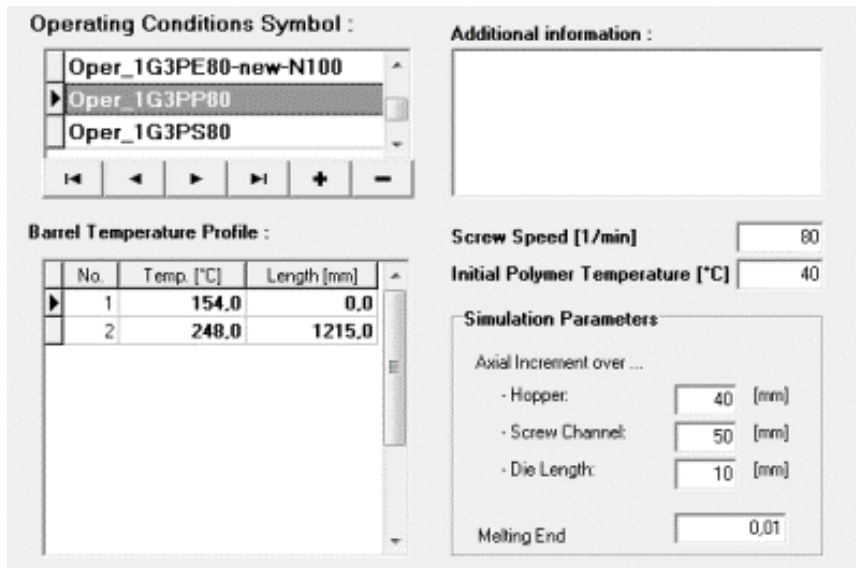 Operating Conditions Symbol :
Oper_1G3PE80-new-N100
Oper_1G3PP80
Oper_1G3PS80
Additional information :
Barrel Temperature Profile :
No. Temp. [°C] Length [mm]
1 154,0 0,0
2 248,0 1215,0
Screw Speed [1/min] 80
Initial Polymer Temperature [°C] 40
Simulation Parameters
Axial Increment over ...
- Hopper: 40 [mm]
- Screw Channel: 50 [mm]
- Die Length: 10 [mm]
Melting End 0,01